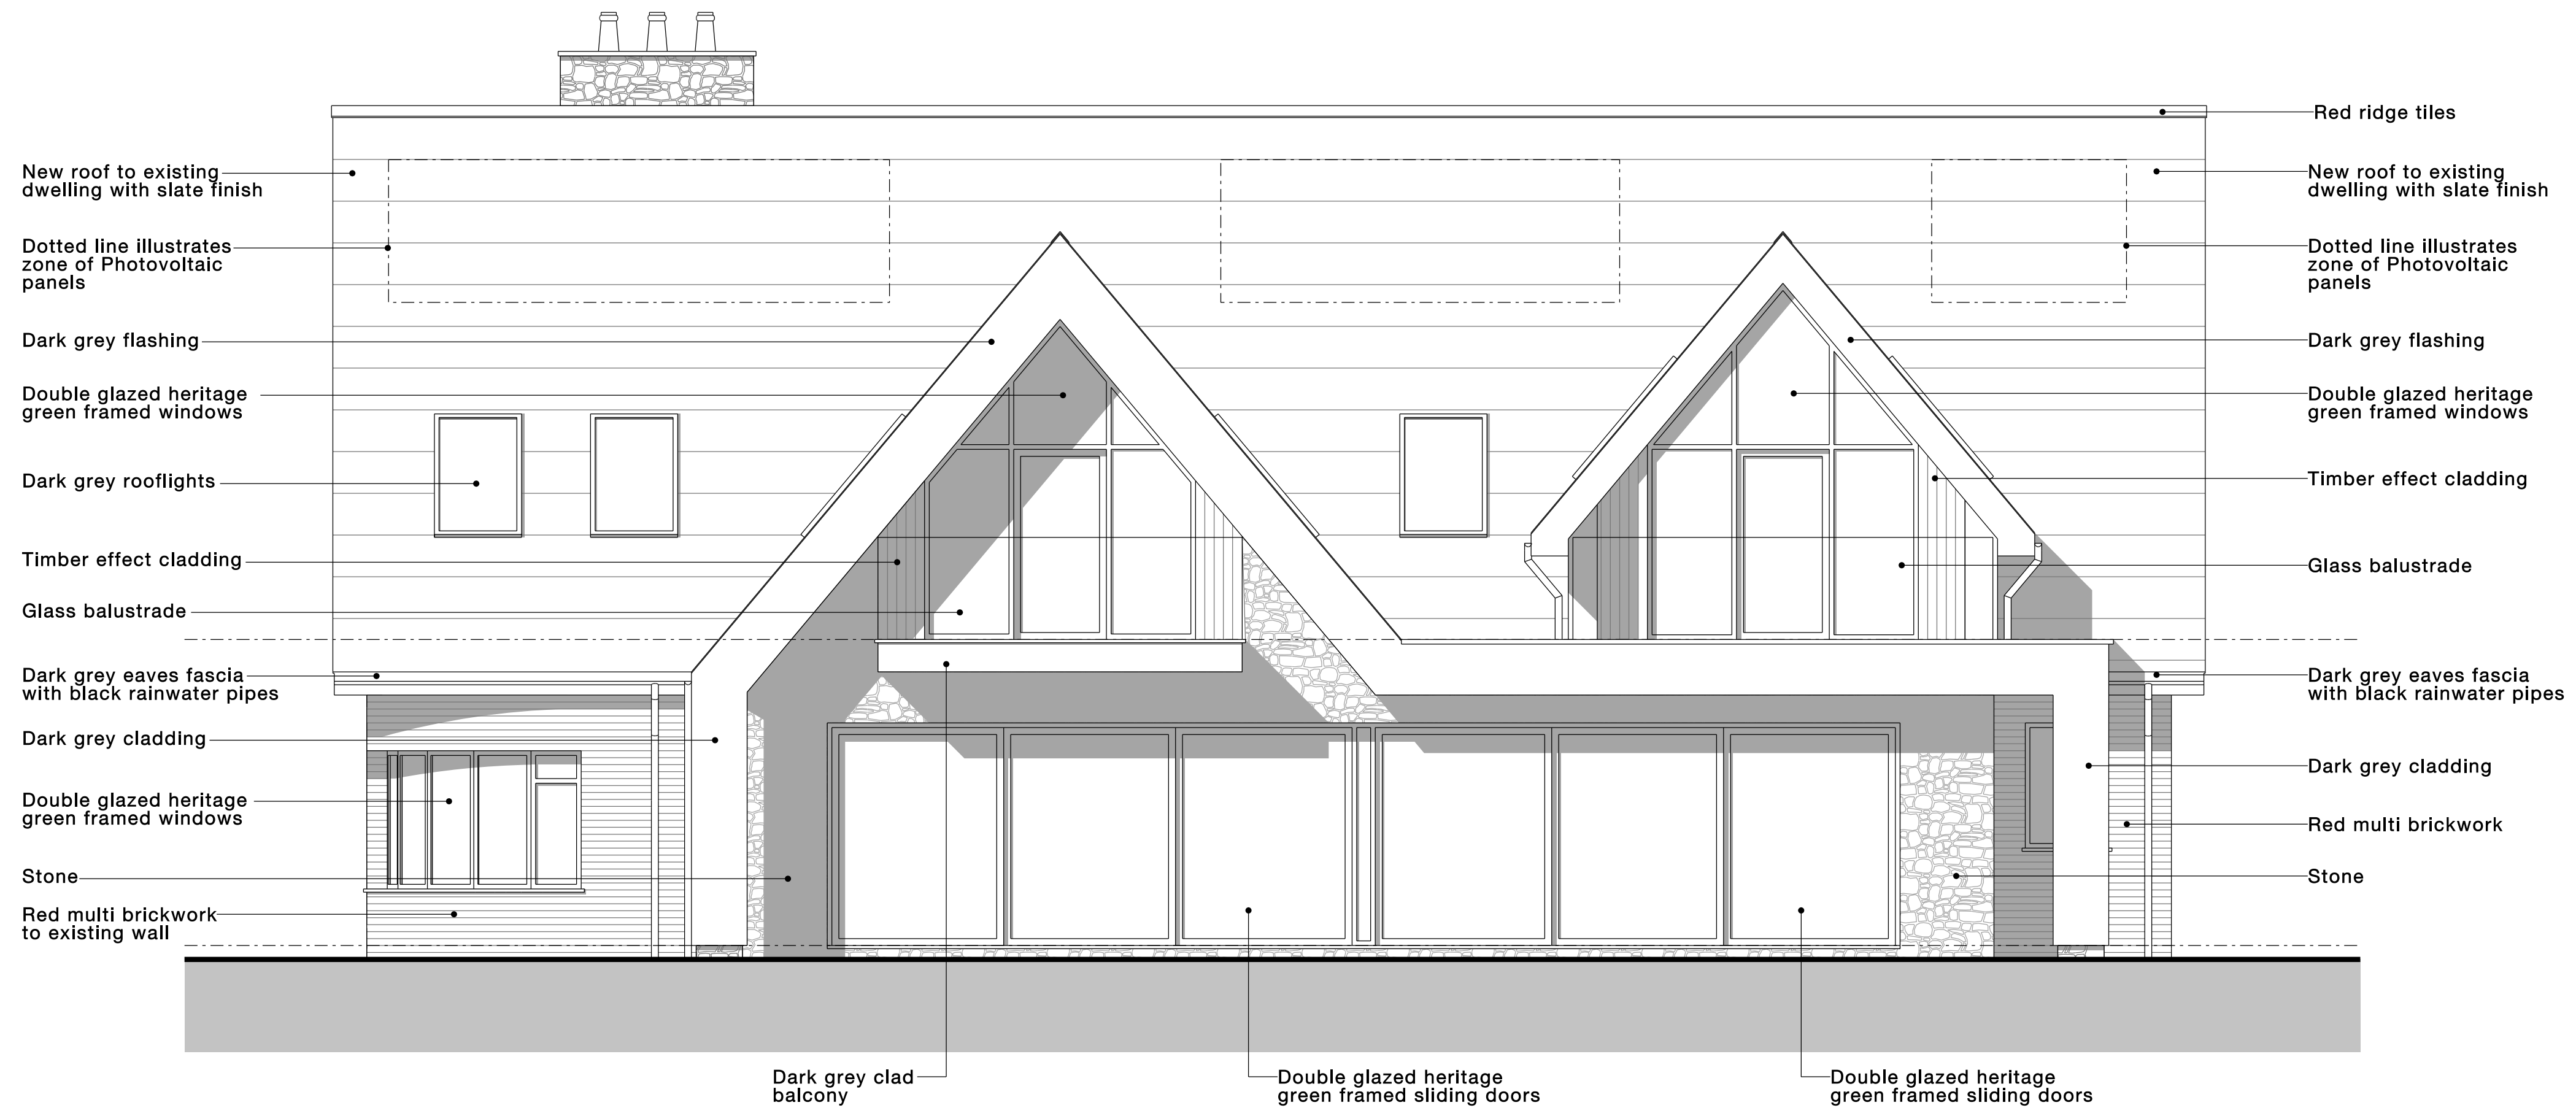 New roof to existing
dwelling with slate finish
Dotted line illustrates
zone of Photovoltaic
panels
Dark grey flashing
Double glazed heritage
green framed windows
Dark grey rooflights
Timber effect cladding
Glass balustrade
Dark grey eaves fascia
with black rainwater pipes
Dark grey cladding
Double glazed heritage
green framed windows
Stone
Red multi brickwork
to existing wall
Dark grey clad
balcony
Double glazed heritage
green framed sliding doors
Double glazed heritage
green framed sliding doors
Red ridge tiles
New roof to existing
dwelling with slate finish
Dotted line illustrates
zone of Photovoltaic
panels
Dark grey flashing
Double glazed heritage
green framed windows
Timber effect cladding
Glass balustrade
Dark grey eaves fascia
with black rainwater pipes
Dark grey cladding
Red multi brickwork
Stone